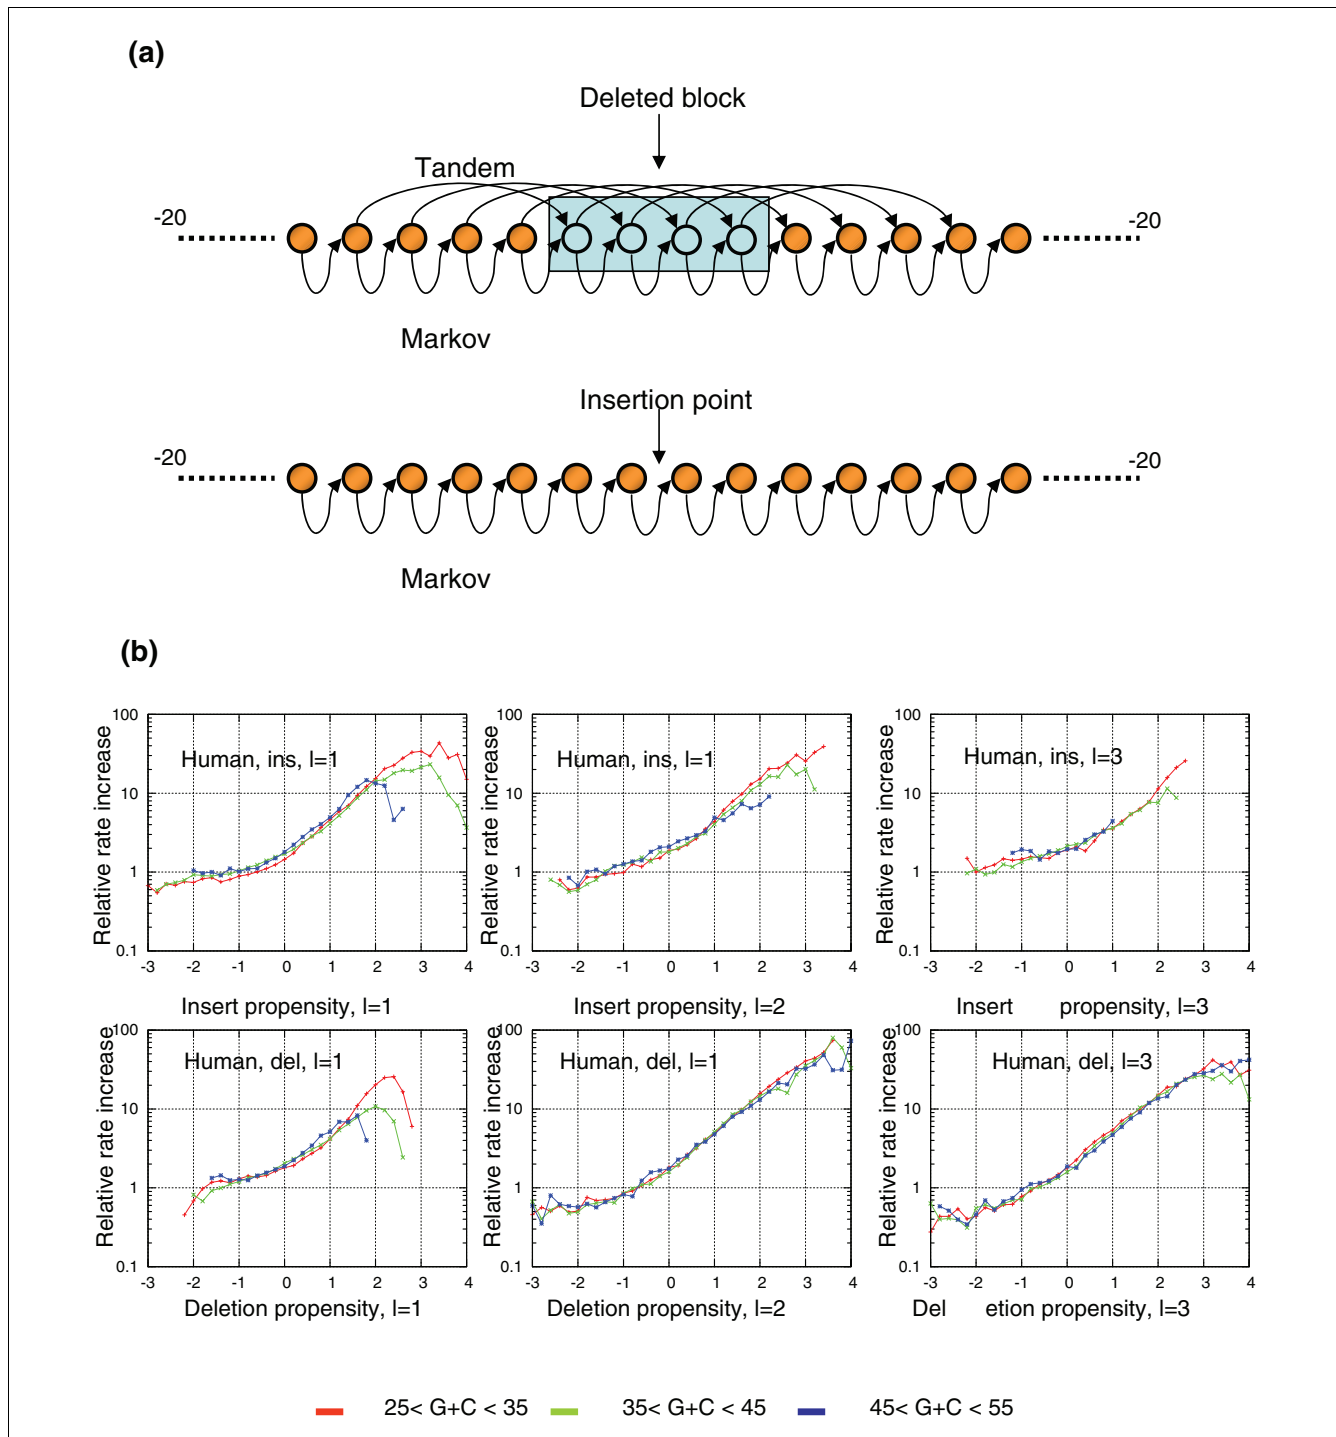 (a)
Deleted block
Tandem
-20
-20
Markov
Insertion point
-20
-20
Markov
(b)
Relative rate increase
100
10
1
0.1
Human, ins, l=1
-3 -2 -1 0 1 2 3 4
Insert propensity, l=1
Relative rate increase
100
10
1
0.1
Human, ins, l=1
-3 -2 -1 0 1 2 3 4
Insert propensity, l=2
Relative rate increase
100
10
1
0.1
Human, ins, l=3
-3 -2 -1 0 1 2 3 4
Insert propensity, l=3
Relative rate increase
100
10
1
0.1
Human, del, l=1
-3 -2 -1 0 1 2 3 4
Deletion propensity, l=1
Relative rate increase
100
10
1
0.1
Human, del, l=1
-3 -2 -1 0 1 2 3 4
Deletion propensity, l=2
Relative rate increase
100
10
1
0.1
Human, del, l=3
-3 -2 -1 0 1 2 3 4
Del etion propensity, l=3
25< G+C < 35 35< G+C < 45 45< G+C < 55